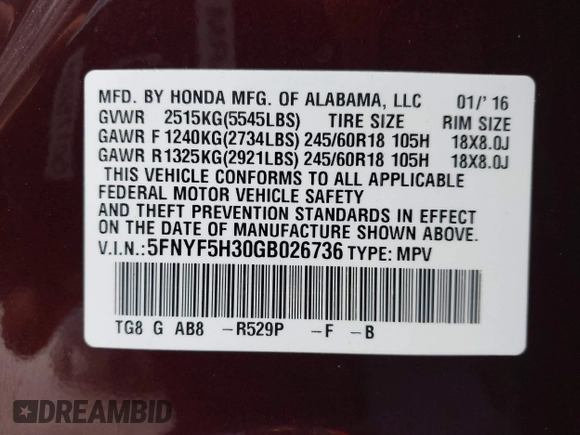 MFD. BY HONDA MFG. OF ALABAMA, LLC 01/'16
GVWR 2515KG(5545LBS) TIRE SIZE RIM SIZE
GAWR F 1240KG(2734LBS) 245/60R18 105H 18X8.0J
GAWR R 1325KG(2921LBS) 245/60R18 105H 18X8.0J
THIS VEHICLE CONFORMS TO ALL APPLICABLE
FEDERAL MOTOR VEHICLE SAFETY
AND THEFT PREVENTION STANDARDS IN EFFECT
ON THE DATE OF MANUFACTURE SHOWN ABOVE.
V.I.N.:5FNYF5H30GB026736 TYPE: MPV
TG8 G AB8 -R529P -F -B
DREAMBID